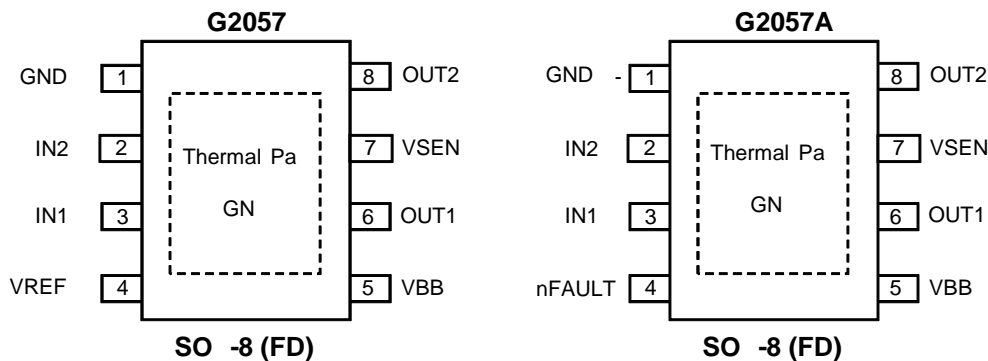 G2057
GND 1 8 OUT2
IN2 2 7 VSEN
Thermal Pa
GN
IN1 3 6 OUT1
VREF 4 5 VBB
SO -8 (FD)
G2057A
GND - 1 8 OUT2
IN2 2 7 VSEN
Thermal Pa
GN
IN1 3 6 OUT1
nFAULT 4 5 VBB
SO -8 (FD)